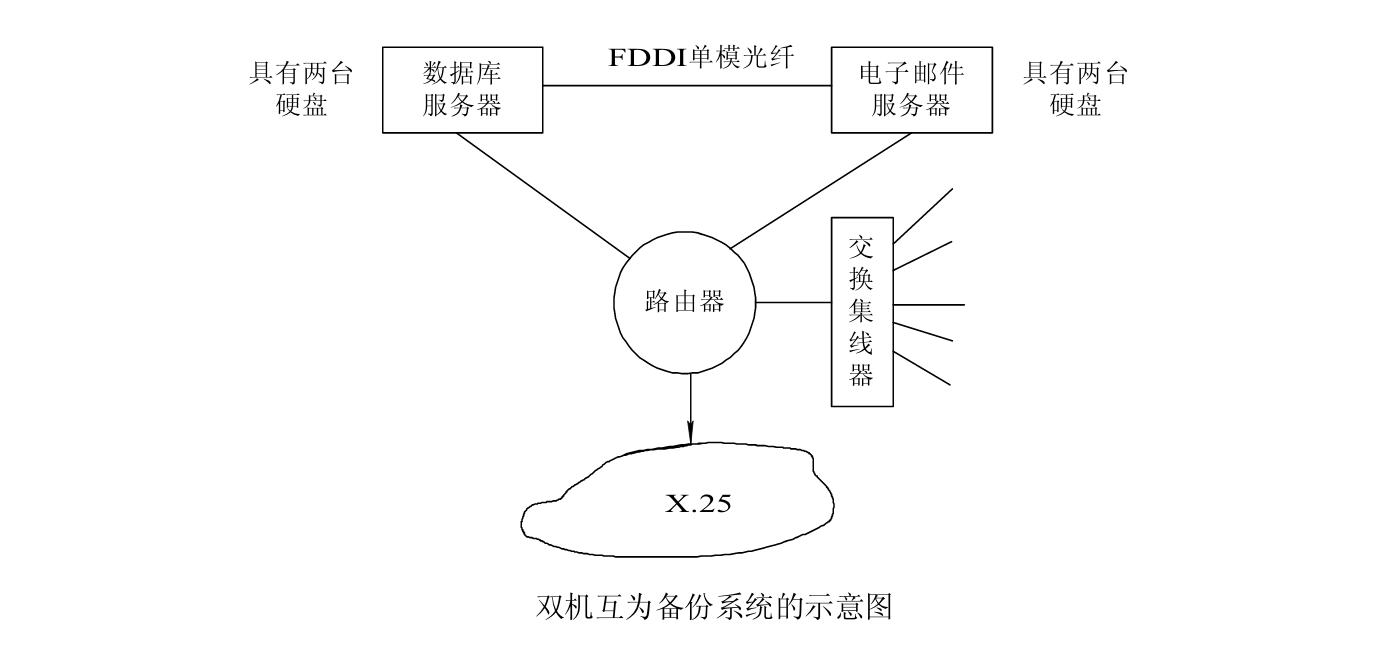 FDDI单模光纤
具有两台
硬盘
数据库
服务器
电子邮件
服务器
具有两台
硬盘
路由器
交
换
集
线
器
X.25
双机互为备份系统的示意图